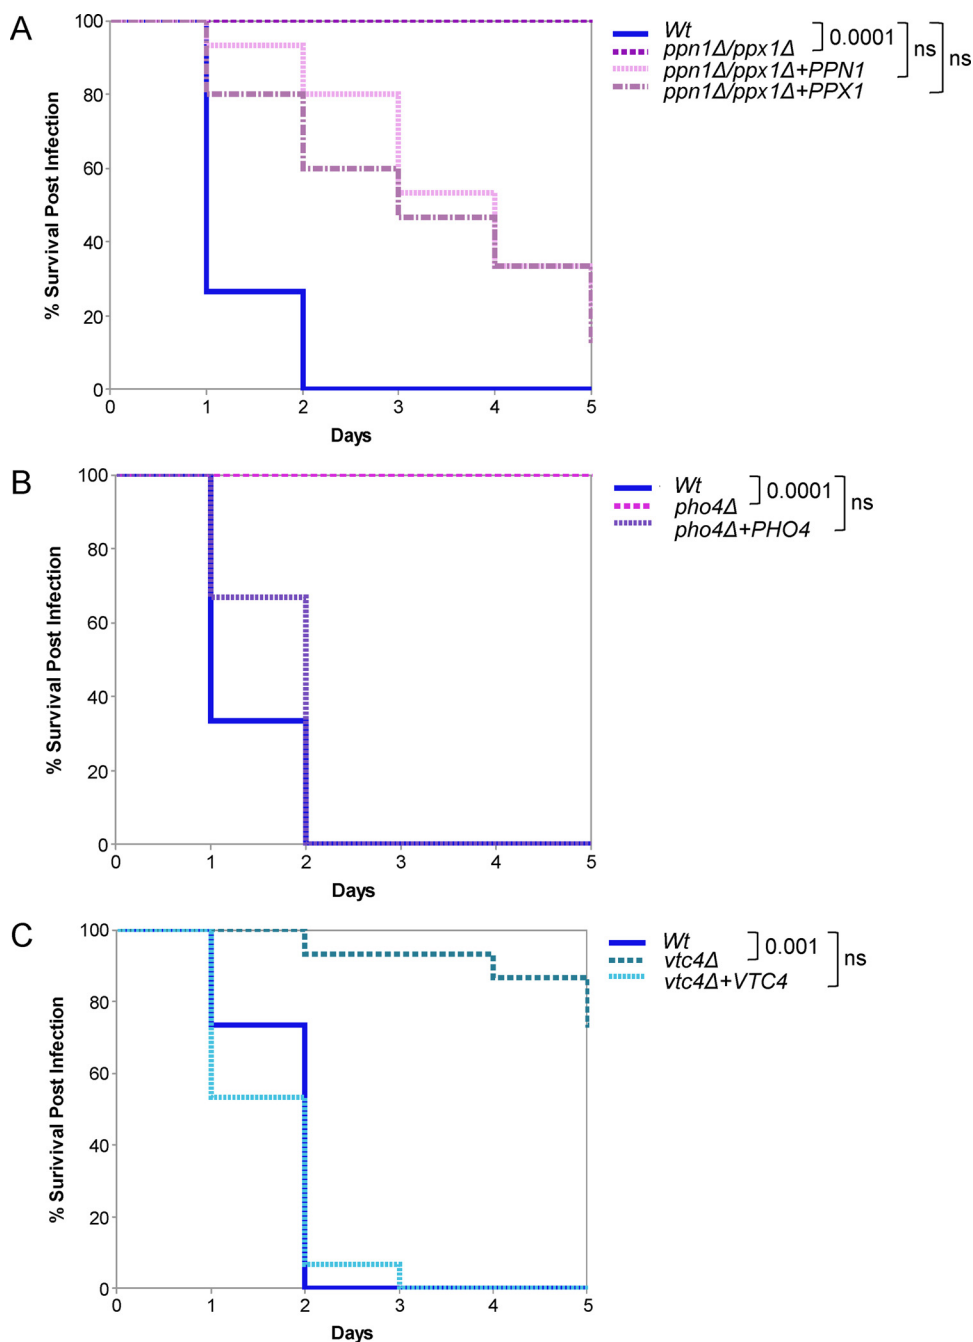 A
% Survival Post Infection
100
80
60
40
20
0
0 1 2 3 4 5
Days
Wt
ppn1Δ/ppx1Δ
ppn1Δ/ppx1Δ+PPN1
ppn1Δ/ppx1Δ+PPX1
0.0001
ns
ns
B
% Survival Post Infection
100
80
60
40
20
0
0 1 2 3 4 5
Days
Wt
pho4Δ
pho4Δ+PHO4
0.0001
ns
C
% Surivival Post Infection
100
80
60
40
20
0
0 1 2 3 4 5
Days
Wt
vtc4Δ
vtc4Δ+VTC4
0.001
ns